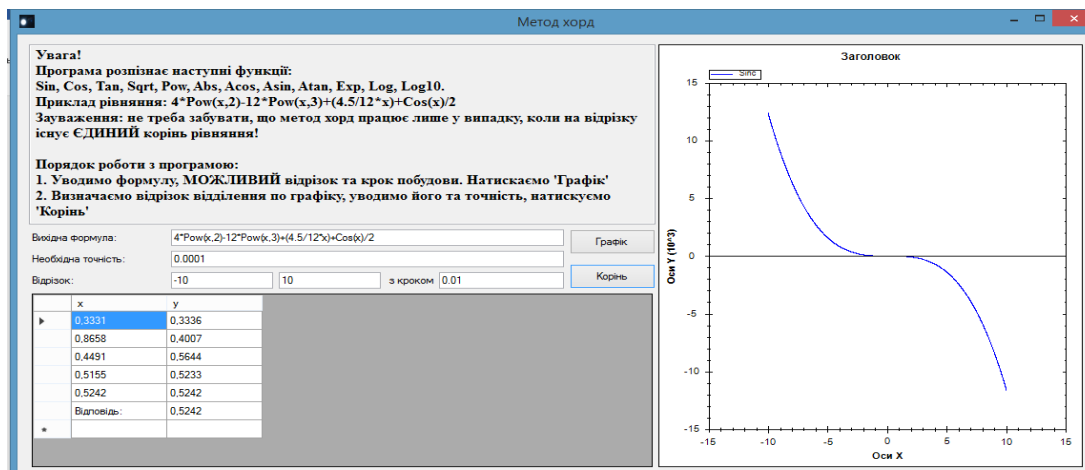 Метод хорд
Увага!
Програма розпізнає наступні функції:
Sin, Cos, Tan, Sqrt, Pow, Abs, Acos, Asin, Atan, Exp, Log, Log10.
Приклад рівняння: 4*Pow(x,2)-12*Pow(x,3)+(4.5/12*x)+Cos(x)/2
Зауваження: не треба забувати, що метод хорд працює лише у випадку, коли на відрізку
існує ЄДИНИЙ корінь рівняння!
Порядок роботи з програмою:
1. Уводимо формулу, МОЖЛИВИЙ відрізок та крок побудови. Натискаємо 'Графік'
2. Визначаємо відрізок відділення по графіку, уводимо його та точність, натискуємо
'Корінь'
Вихідна формула: 4*Pow(x,2)-12*Pow(x,3)+(4.5/12*x)+Cos(x)/2 Графік
Необхідна точність: 0.0001
Відрізок: -10 10 з кроком 0.01 Корінь
x y
0,3331 0,3336
0,8658 0,4007
0,4491 0,5644
0,5155 0,5233
0,5242 0,5242
Відповідь: 0,5242
Заголовок
Sinc
15
10
5
0
-5
-10
-15
Оси Y (10^3)
-15 -10 -5 0 5 10 15
Оси X